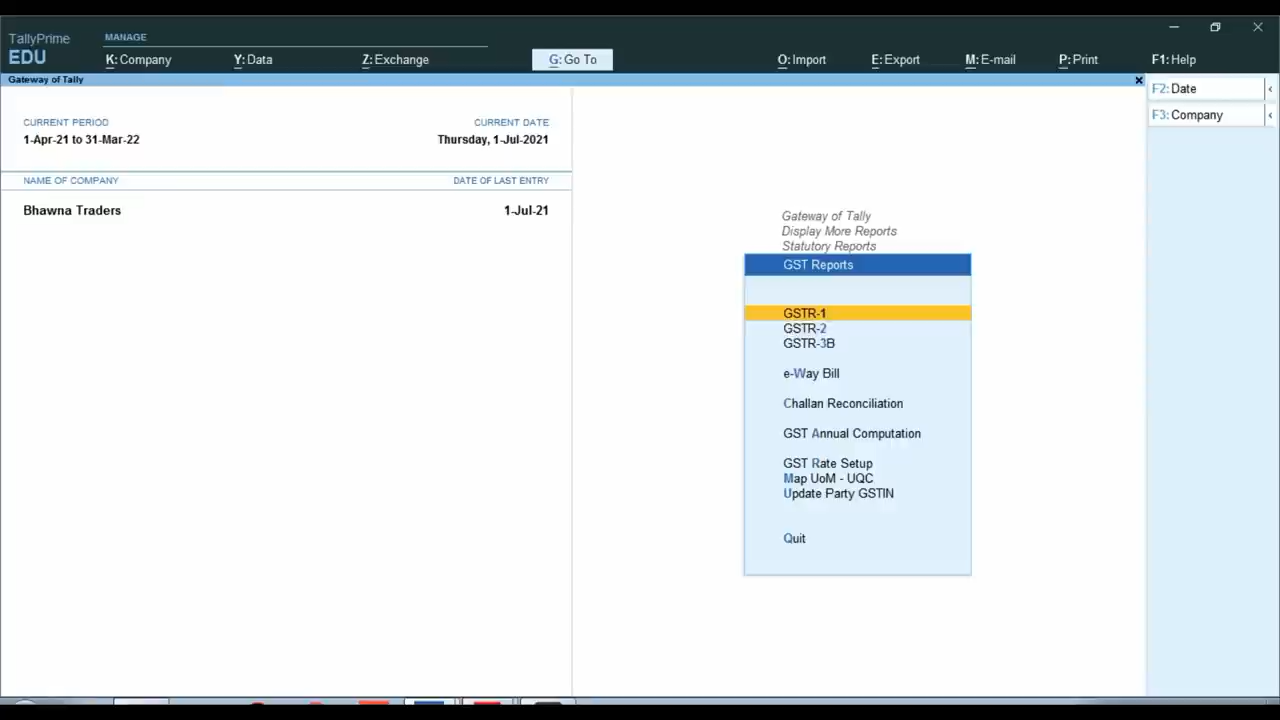 TallyPrime
EDU
MANAGE
K: Company
Y: Data
Z: Exchange
G: Go To
O: Import
E: Export
M: E-mail
P: Print
F1: Help
Gateway of Tally
F2: Date
F3: Company
CURRENT PERIOD
CURRENT DATE
1-Apr-21 to 31-Mar-22
Thursday, 1-Jul-2021
NAME OF COMPANY
DATE OF LAST ENTRY
Bhawna Traders
1-Jul-21
Gateway of Tally
Display More Reports
Statutory Reports
GST Reports
GSTR-1
GSTR-2
GSTR-3B
e-Way Bill
Challan Reconciliation
GST Annual Computation
GST Rate Setup
Map UoM - UQC
Update Party GSTIN
Quit